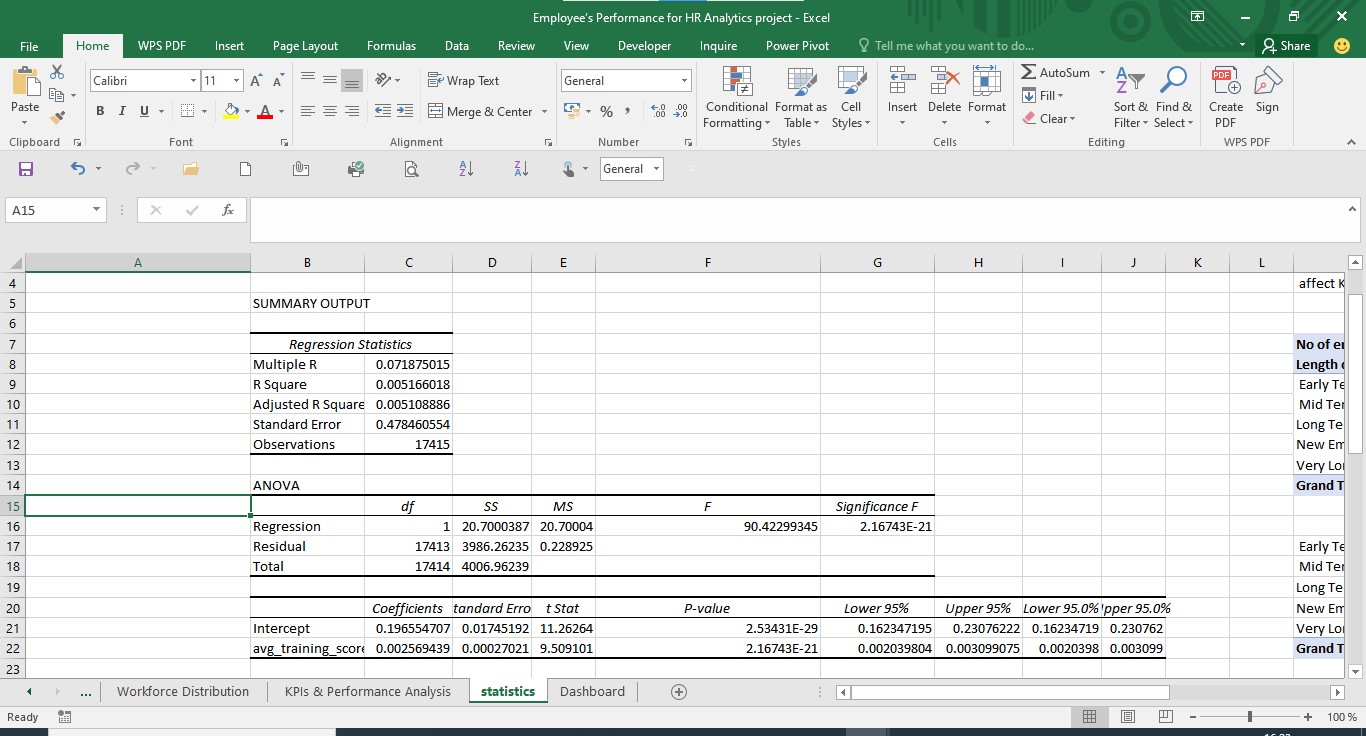 Employee's Performance for HR Analytics project - Excel
File Home WPS PDF Insert Page Layout Formulas Data Review View Developer Inquire Power Pivot Tell me what you want to do... Share
Calibri 11 Wrap Text General AutoSum
Paste Fill
B I U Merge & Center % Conditional Formatting Format as Table Cell Styles Insert Delete Format Clear Sort & Filter Find & Select Create PDF Sign
Clipboard Font Alignment Number Styles Cells Editing WPS PDF
General
A15 fx
A B C D E F G H I J K L
4 affect K
5 SUMMARY OUTPUT
6
7 Regression Statistics No of e
8 Multiple R 0.071875015 Length
9 R Square 0.005166018 Early Te
10 Adjusted R Square 0.005108886 Mid Ter
11 Standard Error 0.478460554 Long Te
12 Observations 17415 New Em
13 Very Lo
14 ANOVA Grand T
15 df SS MS F Significance F
16 Regression 1 20.7000387 20.70004 90.42299345 2.16743E-21
17 Residual 17413 3986.26235 0.228925 Early Te
18 Total 17414 4006.96239 Mid Ter
19 Long Te
20 Coefficients tandard Erro t Stat P-value Lower 95% Upper 95% Lower 95.0% pper 95.0% New Em
21 Intercept 0.196554707 0.01745192 11.26264 2.53431E-29 0.162347195 0.23076222 0.16234719 0.230762 Very Lo
22 avg_training_score 0.002569439 0.00027021 9.509101 2.16743E-21 0.002039804 0.003099075 0.0020398 0.003099 Grand T
23
... Workforce Distribution KPIs & Performance Analysis statistics Dashboard
Ready 100 %